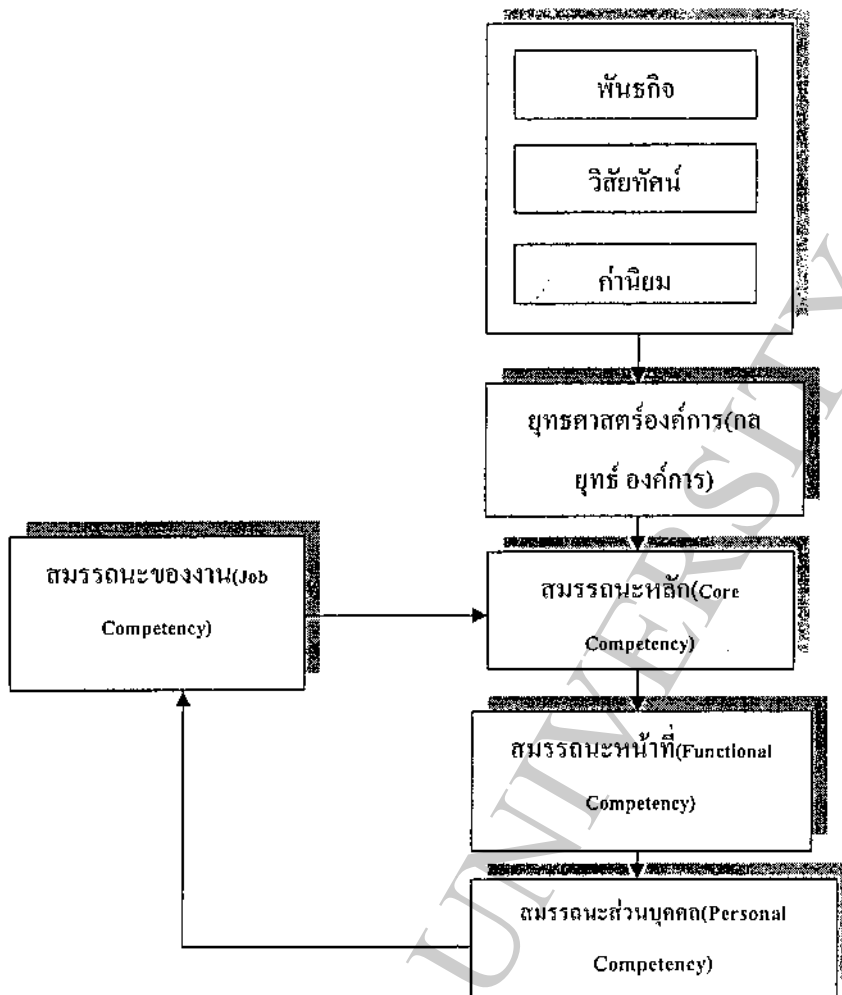 พันธกิจ
วิสัยทัศน์
ค่านิยม
ยุทธศาสตร์องค์การ(กล
ยุทธ์ องค์การ)
สมรรถนะของงาน(Job
Competency)
สมรรถนะหลัก(Core
Competency)
สมรรถนะหน้าที่(Functional
Competency)
สมรรถนะส่วนบุคคล(Personal
Competency)
UNIVERSITY